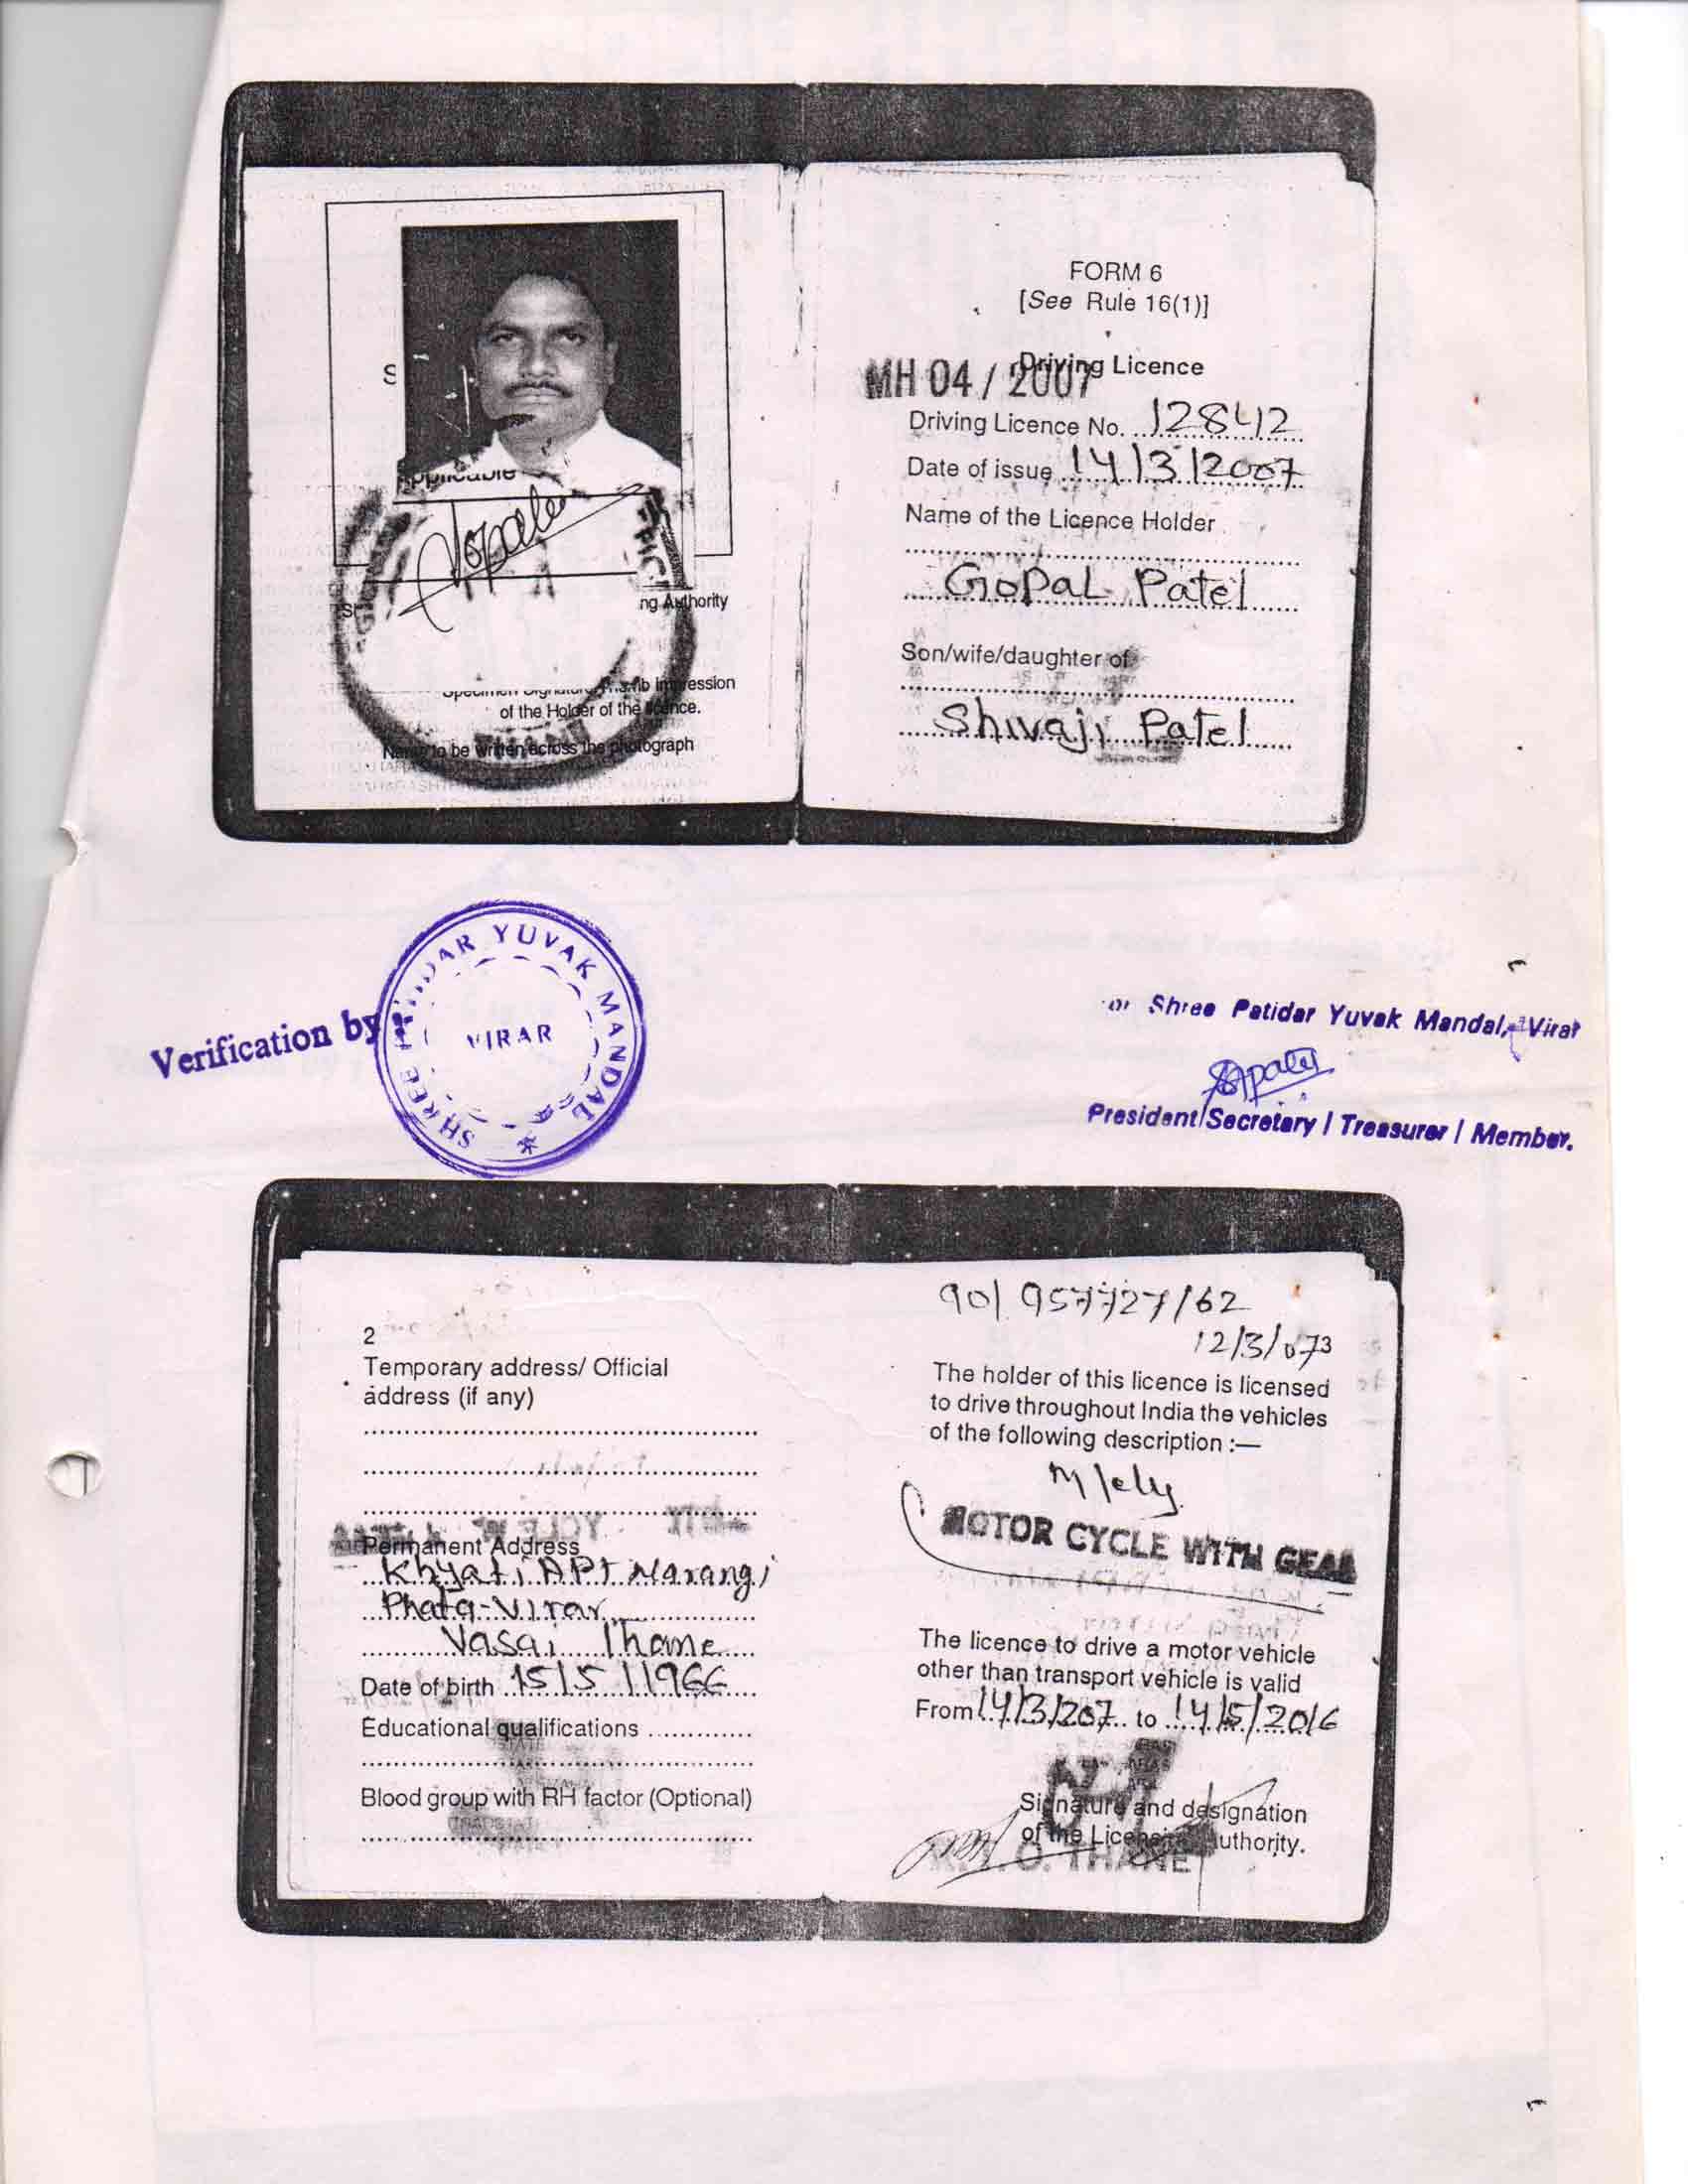 FORM 6
[See Rule 16(1)]
Driving Licence
MH 04 / 2007
Driving Licence No. 12842
Date of issue 14/3/2007
Name of the Licence Holder
Gopal Patel
Son/wife/daughter of
Shivaji Patel
Applicable
ng Authority
Specimen Signature/Thumb Impression
of the Holder of the licence.
Name to be written across the photograph
Verification by
SHREE PATIDAR YUVAK MANDAL
VIRAR
Shree Patidar Yuvak Mandal, Virar
President/Secretary / Treasurer / Member.
2
Temporary address/ Official
address (if any)
Permanent Address
Khyati APT Narangi
Phata-Virar
Vasai Thane
Date of birth 15/5/1966
Educational qualifications
Blood group with RH factor (Optional)
901 957727/62
12/3/073
The holder of this licence is licensed
to drive throughout India the vehicles
of the following description :—
M/cly
MOTOR CYCLE WITH GEAR
The licence to drive a motor vehicle
other than transport vehicle is valid
From 14/3/207 to 14/5/2016
Signature and designation
of the Licensing Authority.
THANE